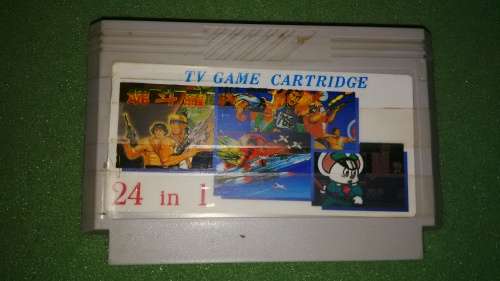 TV GAME CARTRIDGE
24 in 1